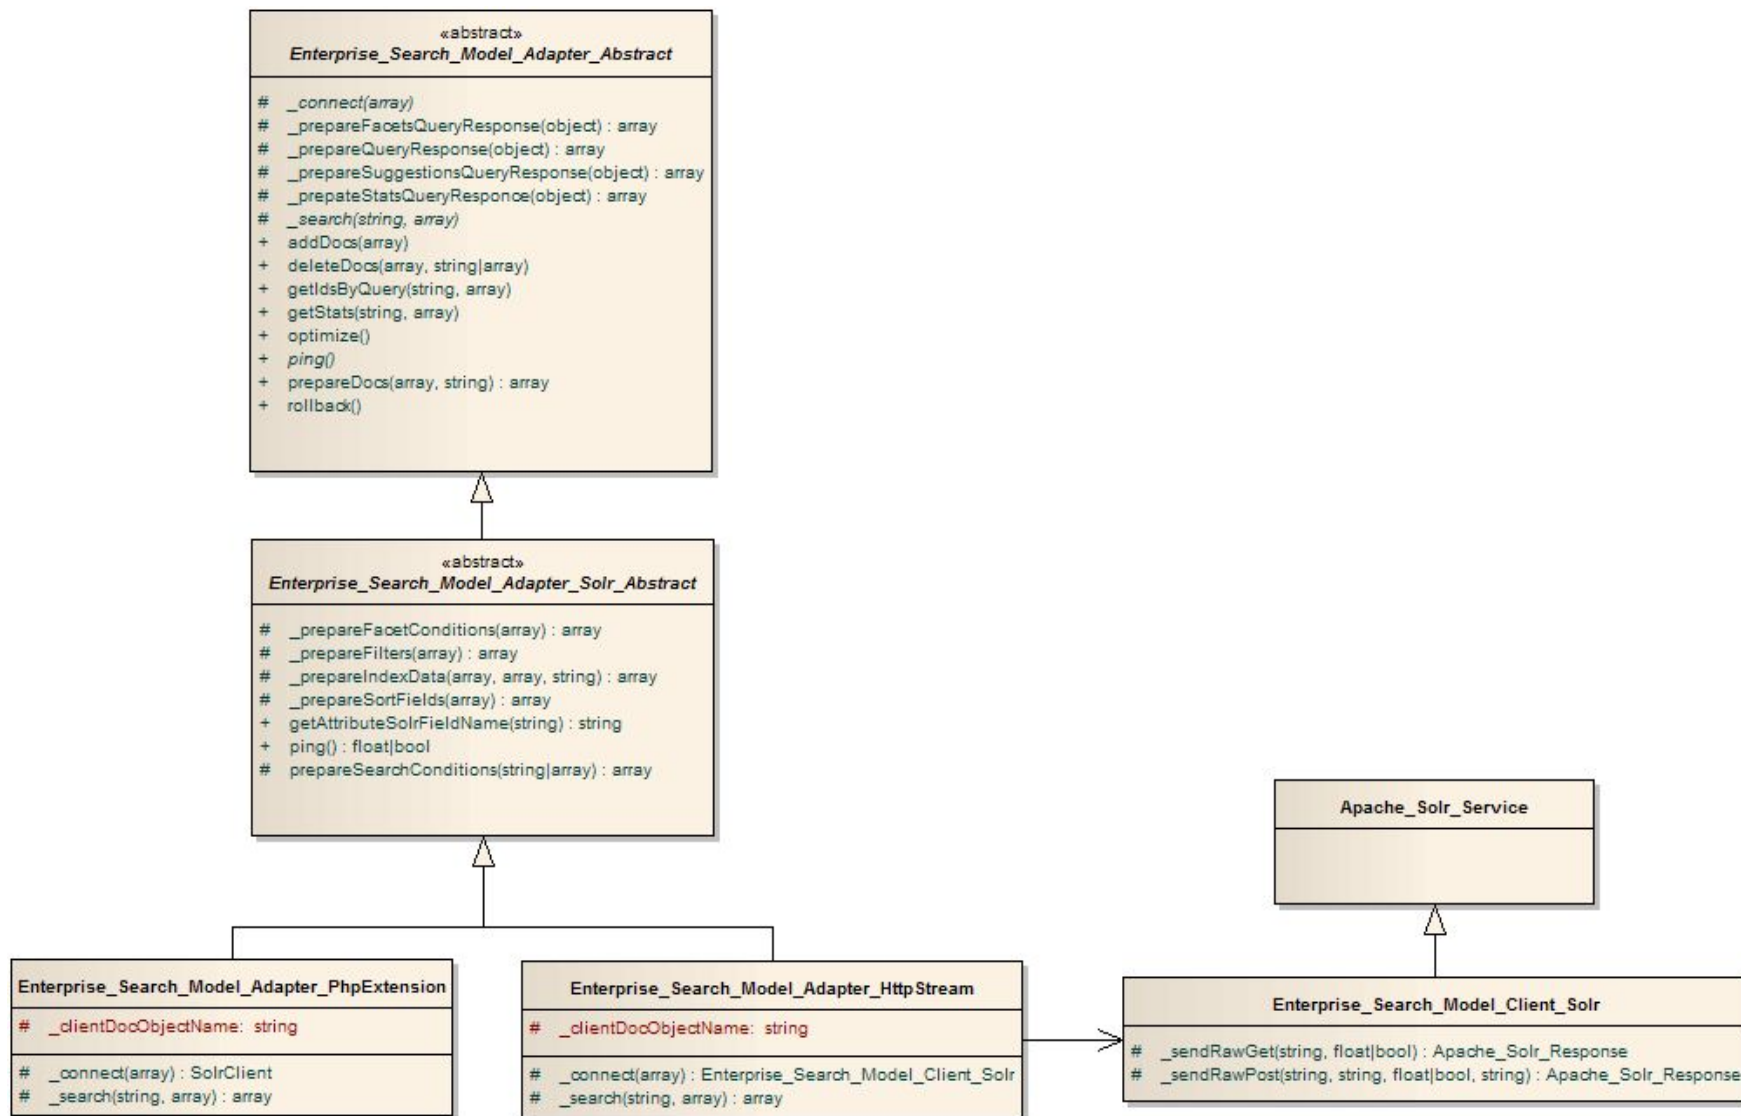 «abstract»
Enterprise_Search_Model_Adapter_Abstract
# _connect(array)
# _prepareFacetsQueryResponse(object) : array
# _prepareQueryResponse(object) : array
# _prepareSuggestionsQueryResponse(object) : array
# _prepateStatsQueryResponce(object) : array
# _search(string, array)
+ addDocs(array)
+ deleteDocs(array, string|array)
+ getIdsByQuery(string, array)
+ getStats(string, array)
+ optimize()
+ ping()
+ prepareDocs(array, string) : array
+ rollback()
«abstract»
Enterprise_Search_Model_Adapter_Solr_Abstract
# _prepareFacetConditions(array) : array
# _prepareFilters(array) : array
# _prepareIndexData(array, array, string) : array
# _prepareSortFields(array) : array
+ getAttributeSolrFieldName(string) : string
+ ping() : float|bool
# prepareSearchConditions(string|array) : array
Apache_Solr_Service
Enterprise_Search_Model_Adapter_PhpExtension
# _clientDocObjectName: string
# _connect(array) : SolrClient
# _search(string, array) : array
Enterprise_Search_Model_Adapter_HttpStream
# _clientDocObjectName: string
# _connect(array) : Enterprise_Search_Model_Client_Solr
# _search(string, array) : array
Enterprise_Search_Model_Client_Solr
# _sendRawGet(string, float|bool) : Apache_Solr_Response
# _sendRawPost(string, string, float|bool, string) : Apache_Solr_Response